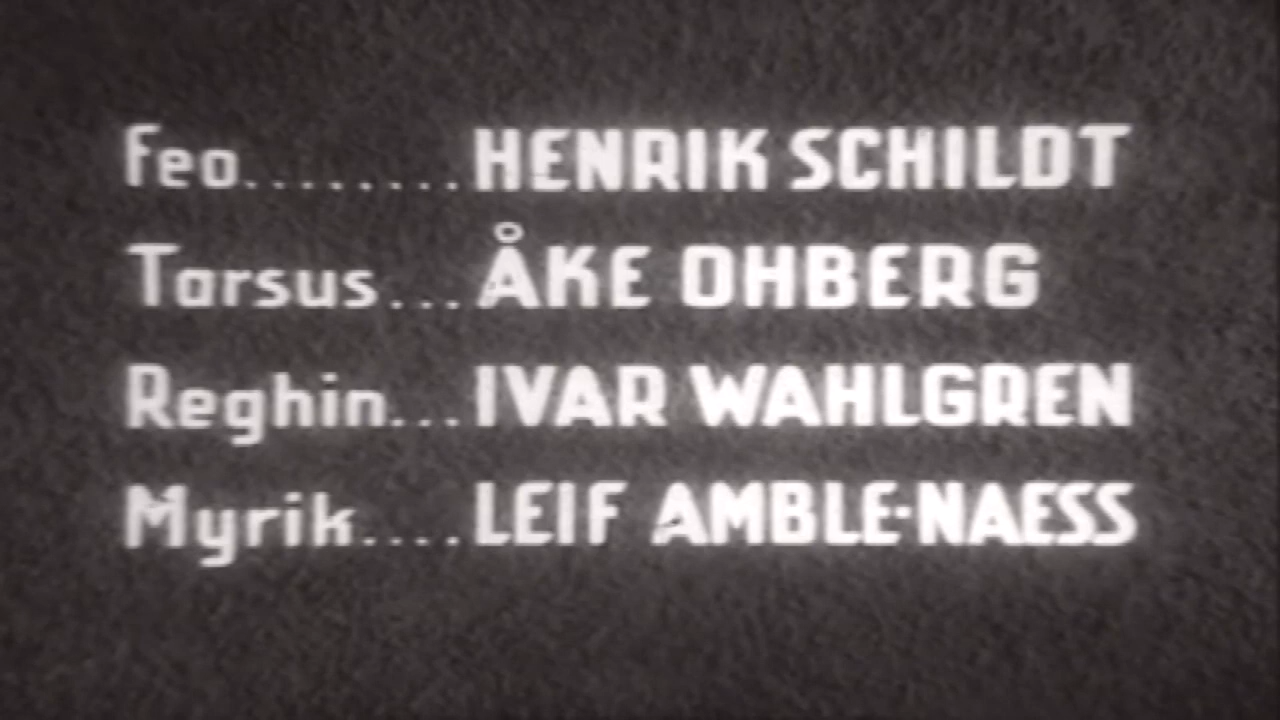 Feo.........HENRIK SCHILDT
Tarsus...ÅKE OHBERG
Reghin...IVAR WAHLGREN
Myrik....LEIF AMBLE-NAESS